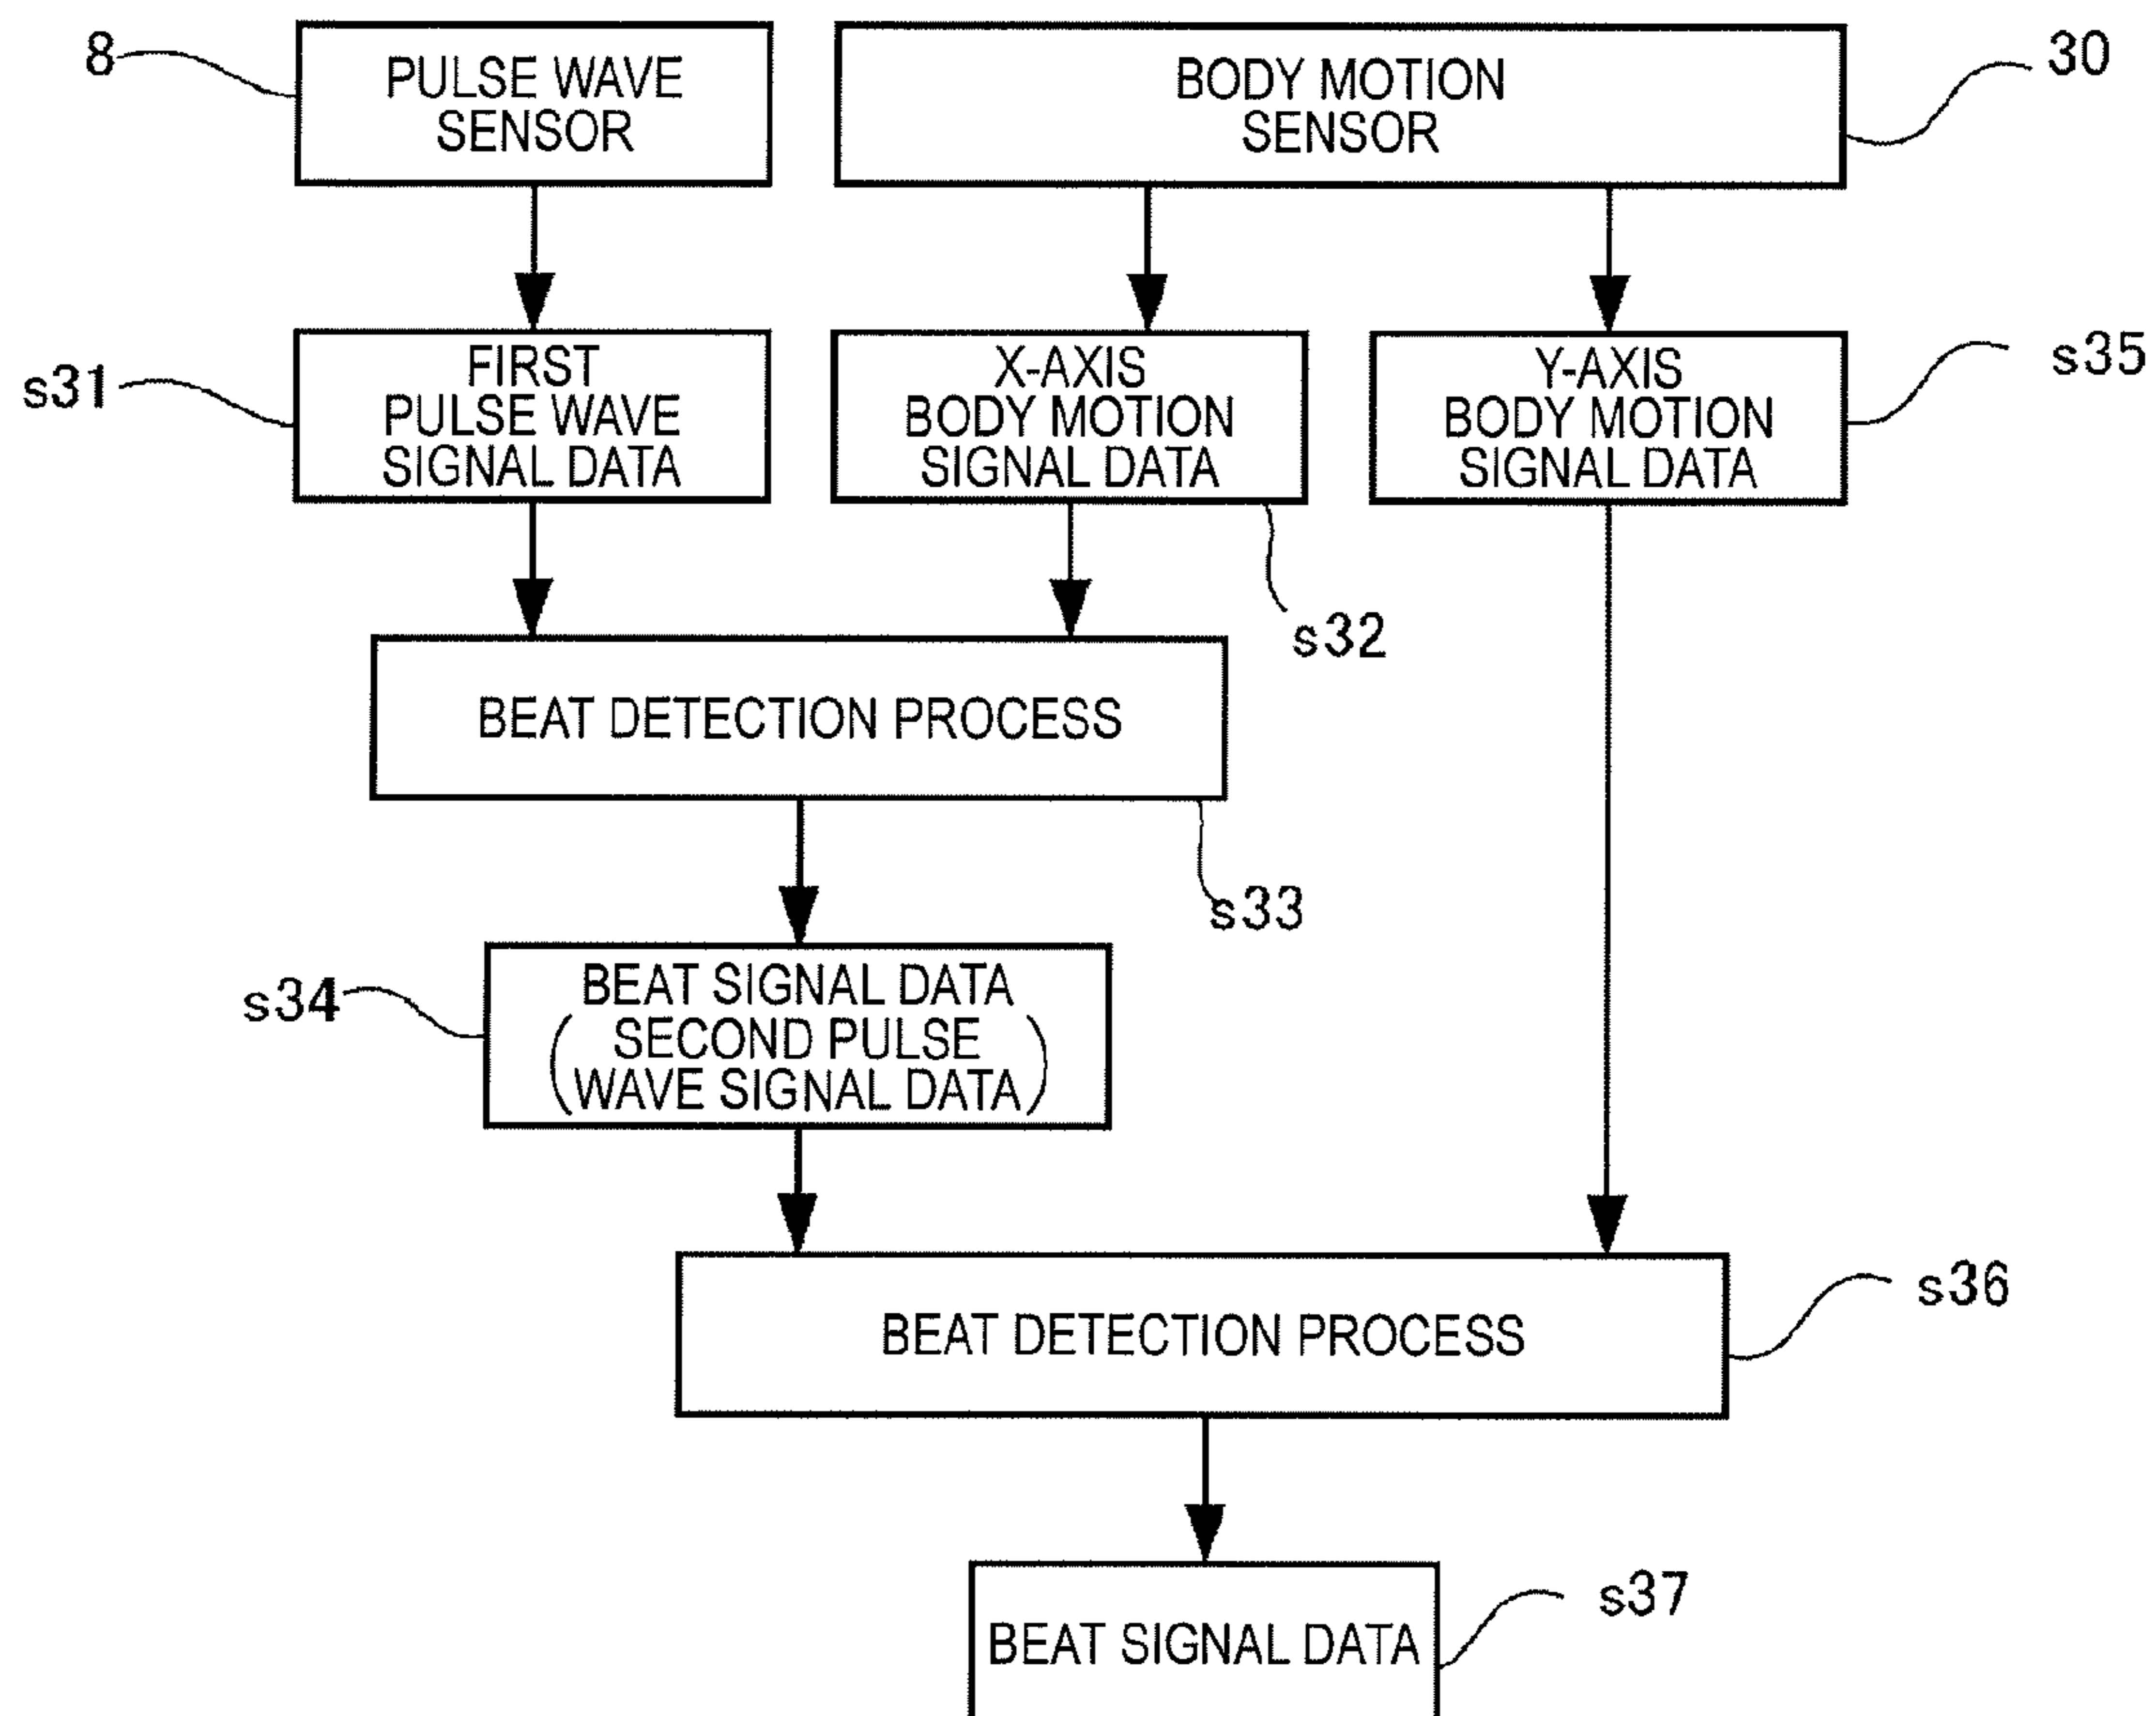 8
PULSE WAVE
SENSOR
BODY MOTION
SENSOR
30
s31
FIRST
PULSE WAVE
SIGNAL DATA
X-AXIS
BODY MOTION
SIGNAL DATA
Y-AXIS
BODY MOTION
SIGNAL DATA
s35
s32
BEAT DETECTION PROCESS
s33
s34
BEAT SIGNAL DATA
(SECOND PULSE
WAVE SIGNAL DATA)
BEAT DETECTION PROCESS
s36
BEAT SIGNAL DATA
s37